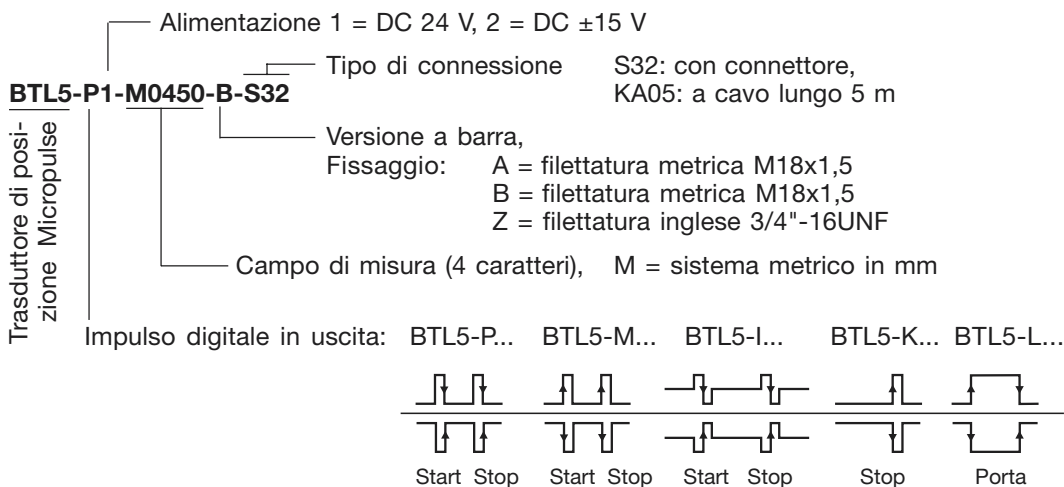 Alimentazione 1 = DC 24 V, 2 = DC ±15 V
Tipo di connessione S32: con connettore,
KA05: a cavo lungo 5 m
BTL5-P1-M0450-B-S32
Trasduttore di posi-
zione Micropulse
Versione a barra,
Fissaggio: A = filettatura metrica M18x1,5
B = filettatura metrica M18x1,5
Z = filettatura inglese 3/4"-16UNF
Campo di misura (4 caratteri), M = sistema metrico in mm
Impulso digitale in uscita: BTL5-P... BTL5-M... BTL5-I... BTL5-K... BTL5-L...
Start Stop Start Stop Start Stop Stop Porta